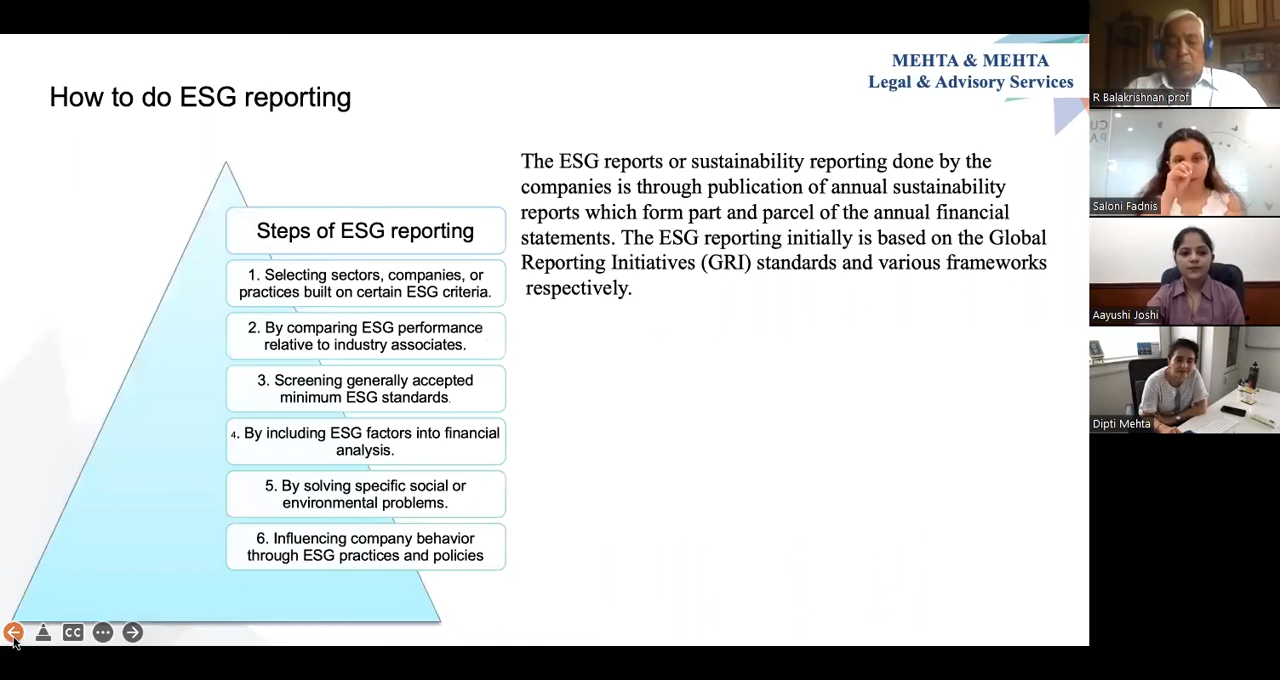 MEHTA & MEHTA
Legal & Advisory Services
How to do ESG reporting
Steps of ESG reporting
1. Selecting sectors, companies, or
practices built on certain ESG criteria.
2. By comparing ESG performance
relative to industry associates.
3. Screening generally accepted
minimum ESG standards.
4. By including ESG factors into financial
analysis.
5. By solving specific social or
environmental problems.
6. Influencing company behavior
through ESG practices and policies
The ESG reports or sustainability reporting done by the
companies is through publication of annual sustainability
reports which form part and parcel of the annual financial
statements. The ESG reporting initially is based on the Global
Reporting Initiatives (GRI) standards and various frameworks
respectively.
CC
R Balakrishnan prof
Saloni Fadnis
Aayushi Joshi
Dipti Mehta